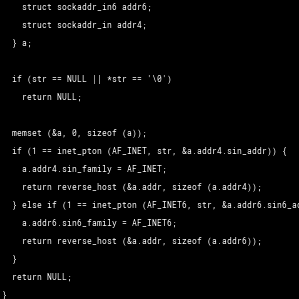 struct sockaddr_in6 addr6;
struct sockaddr_in addr4;
} a;
if (str == NULL || *str == '\0')
return NULL;
memset (&a, 0, sizeof (a));
if (1 == inet_pton (AF_INET, str, &a.addr4.sin_addr)) {
a.addr4.sin_family = AF_INET;
return reverse_host (&a.addr, sizeof (a.addr4));
} else if (1 == inet_pton (AF_INET6, str, &a.addr6.sin6_ad
a.addr6.sin6_family = AF_INET6;
return reverse_host (&a.addr, sizeof (a.addr6));
}
return NULL;
}